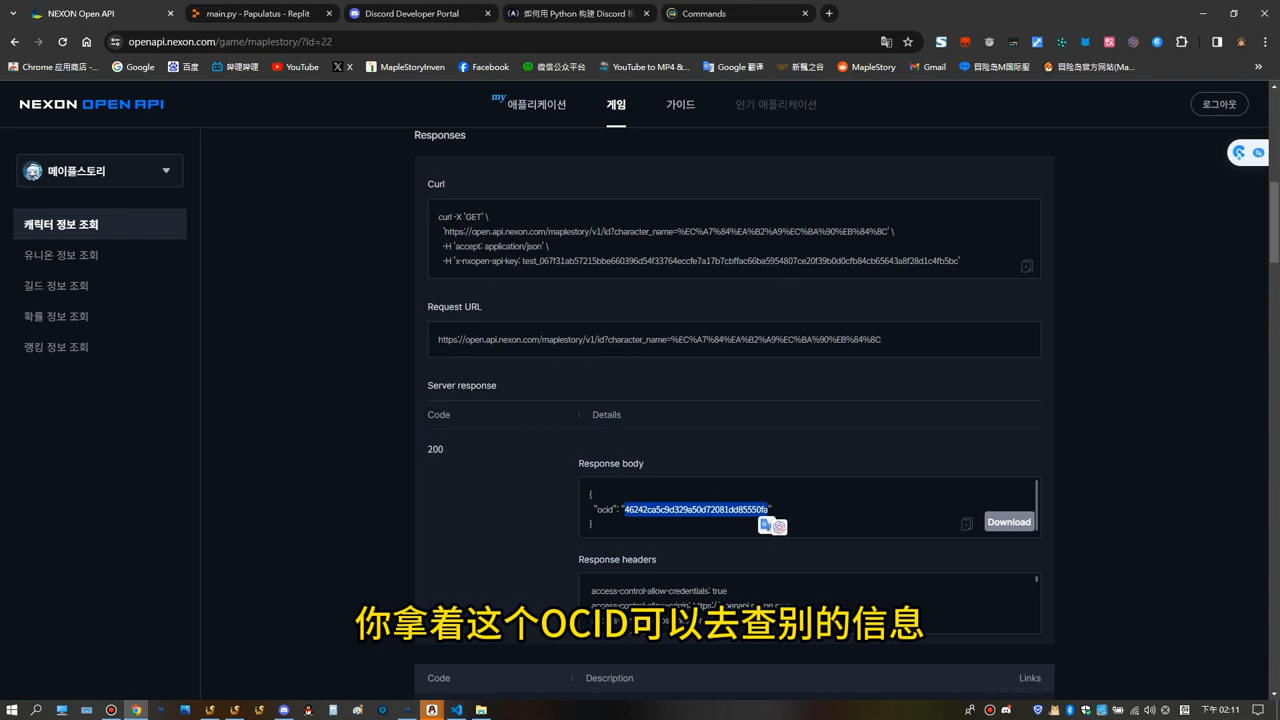 NEXON Open API
main.py - Papulatus - Replit
Discord Developer Portal
如何用 Python 构建 Discord
Commands
openapi.nexon.com/game/maplestory/?id=22
Chrome 应用商店 -...
Google
百度
哔哩哔哩
YouTube
X
MapleStoryInven
Facebook
微信公众平台
YouTube to MP4 &...
Google 翻译
新楓之谷
Reddit
MapleStory
Gmail
冒险岛M国际服
冒险岛官方网站(Ma...
NEXON OPEN API
my 애플리케이션
게임
가이드
인기 애플리케이션
로그아웃
메이플스토리
캐릭터 정보 조회
유니온 정보 조회
길드 정보 조회
확률 정보 조회
랭킹 정보 조회
Responses
Curl
curl -X 'GET' \
'https://open.api.nexon.com/maplestory/v1/id?character_name=%EC%A7%84%EA%B2%A9%EC%BA%90%EB%84%8C' \
-H 'accept: application/json' \
-H 'x-nxopen-api-key: test_067f31ab57215bbe660396d54f33764eccfe7a17b7cbffac66ba5954807ce20f39b0d0cfb84cb65643a8f28d1c4fb5bc'
Request URL
https://open.api.nexon.com/maplestory/v1/id?character_name=%EC%A7%84%EA%B2%A9%EC%BA%90%EB%84%8C
Server response
Code
Details
200
Response body
{
"ocid": "46242ca5c9d329a50d72081dd85550fa"
}
Download
Response headers
access-control-allow-credentials: true
你拿着这个OCID可以去查别的信息
Code
Description
Links
下午 02:11